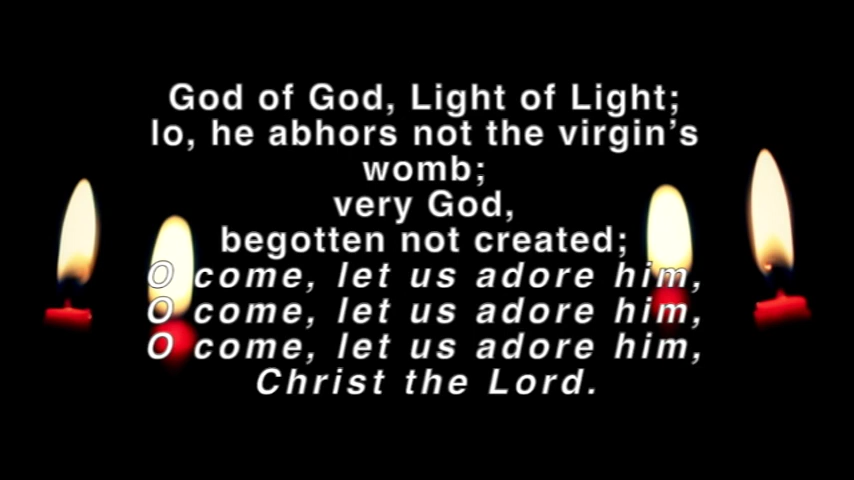 God of God, Light of Light;
lo, he abhors not the virgin’s
womb;
very God,
begotten not created;
O come, let us adore him,
O come, let us adore him,
O come, let us adore him,
Christ the Lord.